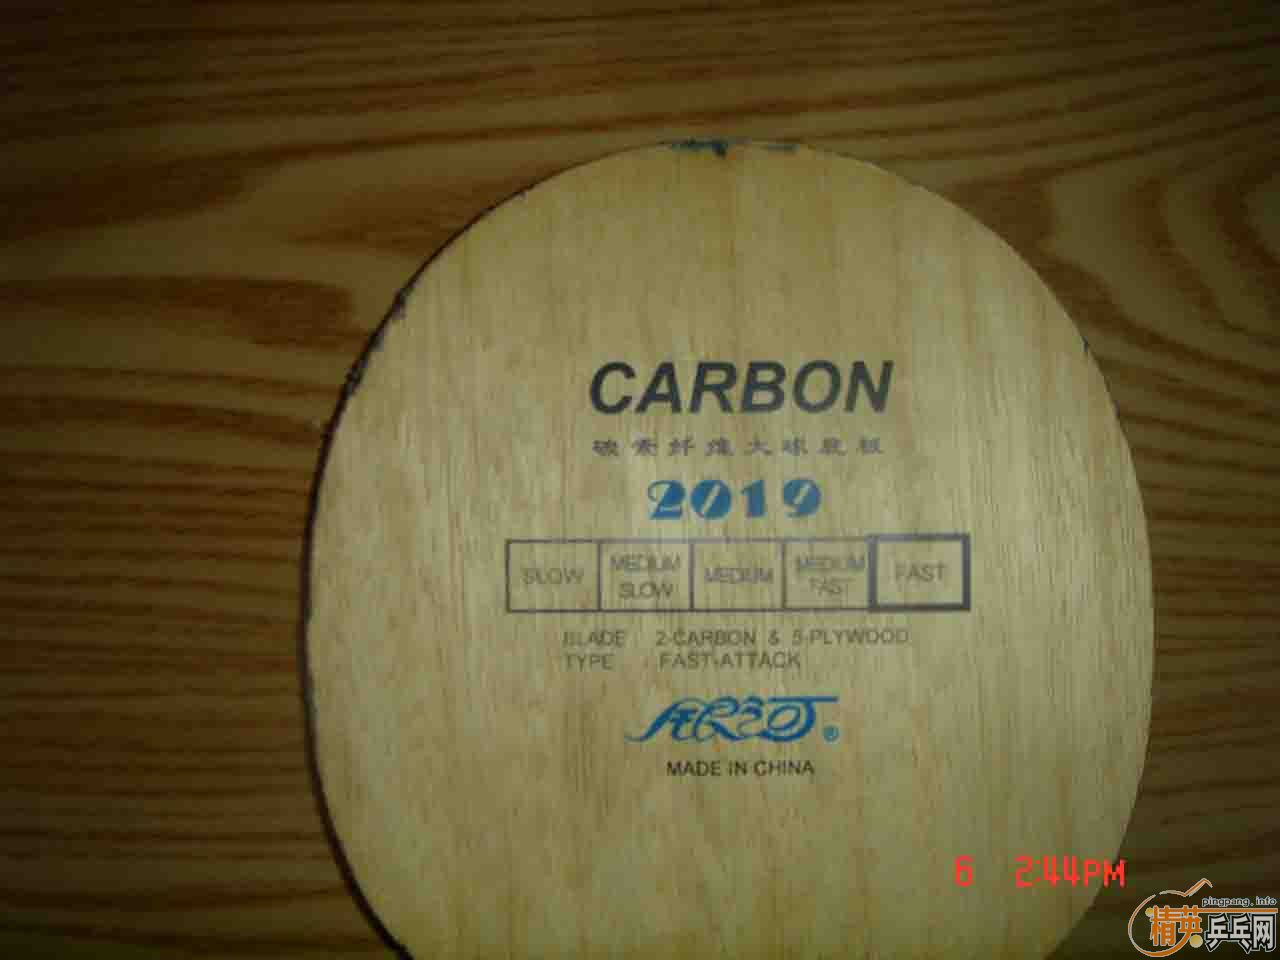 CARBON
碳素纤维大球底板
2019
SLOW MEDIUM SLOW MEDIUM MEDIUM FAST FAST
BLADE 2-CARBON & 5-PLYWOOD
TYPE FAST-ATTACK
®
MADE IN CHINA
6 2:44PM
pingpang.info
精英乒乓网